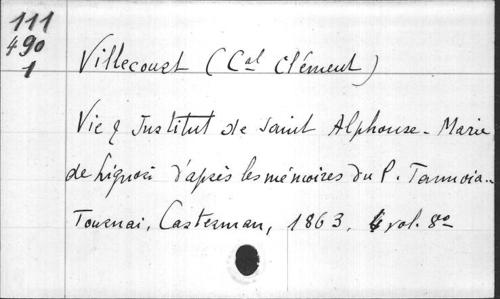 111
490
1
Villecourt (Cal Clément)
Vie & Institut de Saint Alphonse-Marie
de Liguori d'après les mémoires du P. Tannoia.
Tournai, Casterman, 1863, 4 vol. 8º